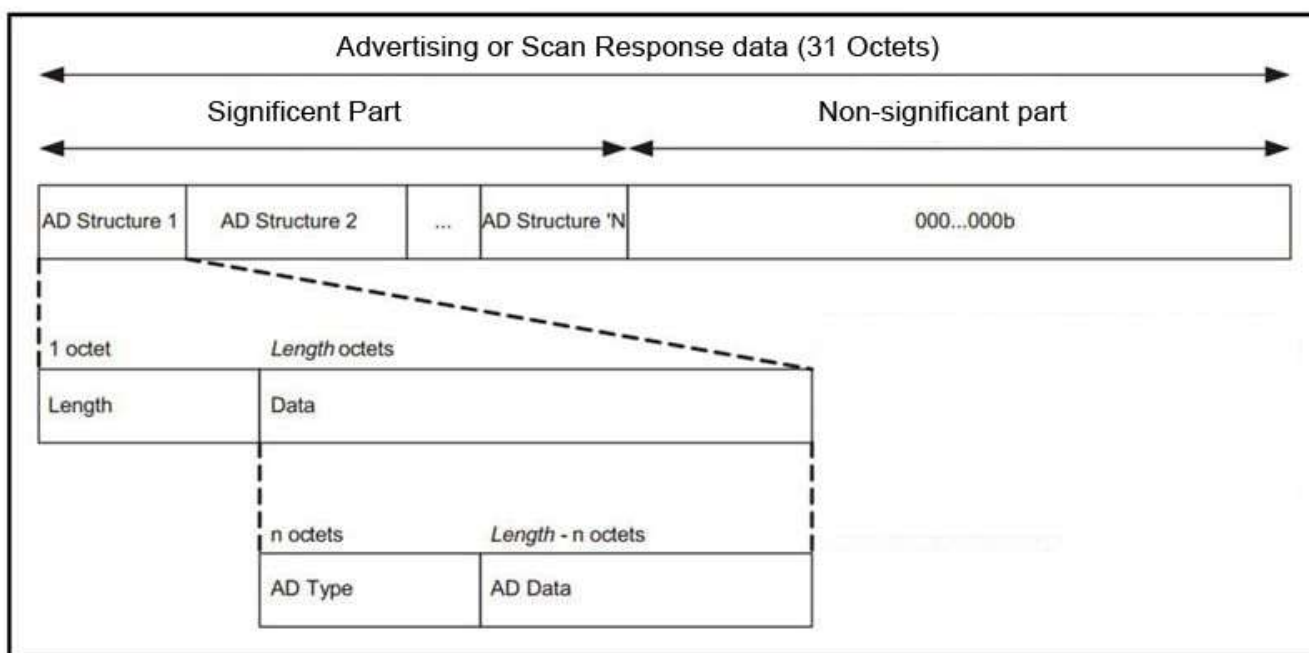 Advertising or Scan Response data (31 Octets)
Significent Part Non-significant part
AD Structure 1 AD Structure 2 ... AD Structure 'N 000...000b
1 octet Length octets
Length Data
n octets Length - n octets
AD Type AD Data